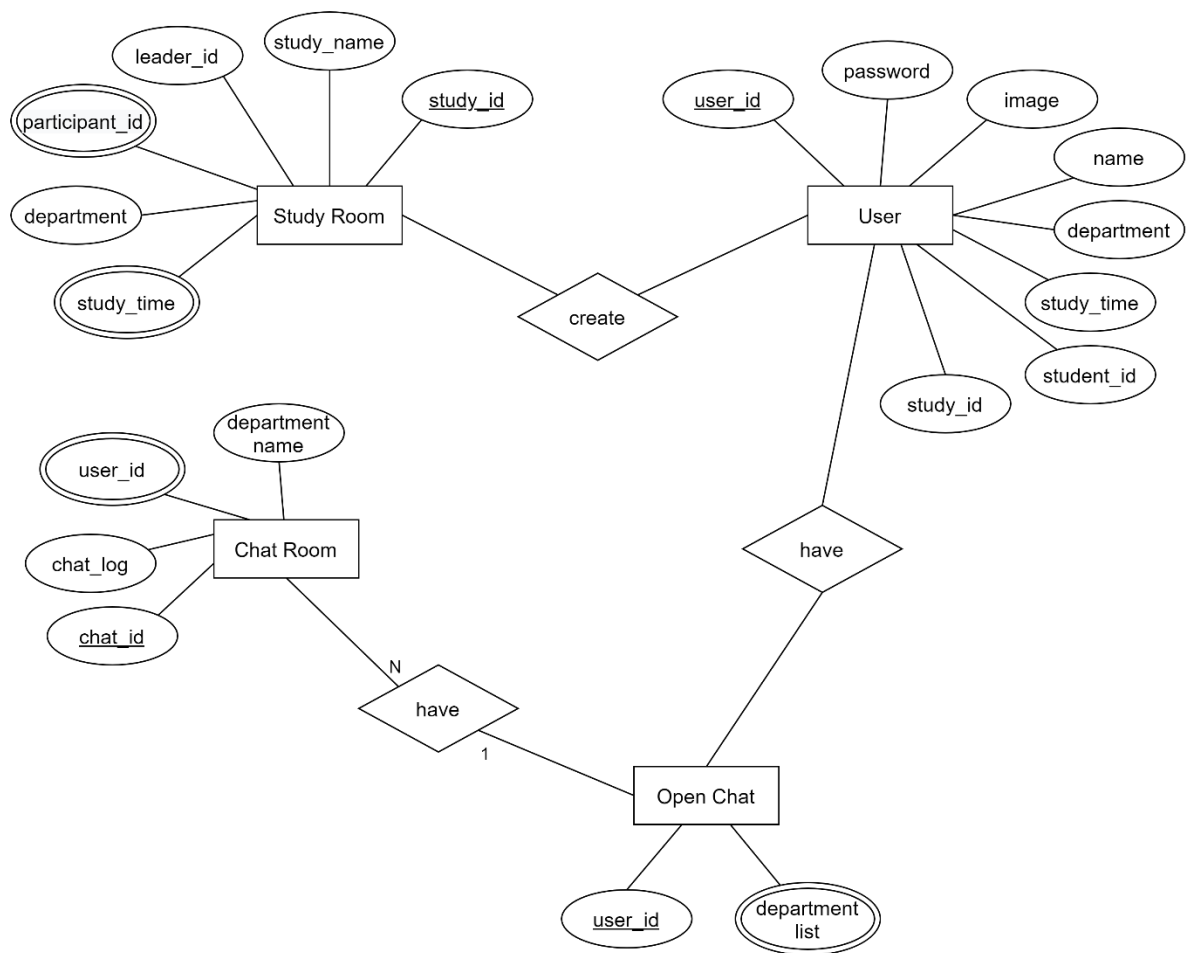 study_name
leader_id
study_id
participant_id
department
study_time
Study Room
password
user_id
image
name
User
department
study_time
student_id
study_id
create
department
name
user_id
Chat Room
chat_log
chat_id
have
N
have
1
Open Chat
user_id
department
list